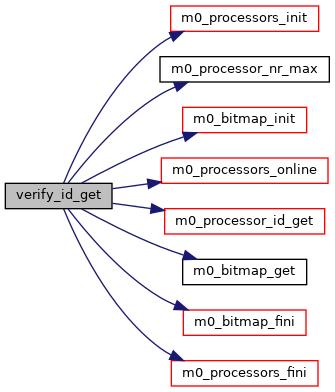 m0_processors_init
m0_processor_nr_max
m0_bitmap_init
m0_processors_online
verify_id_get
m0_processor_id_get
m0_bitmap_get
m0_bitmap_fini
m0_processors_fini